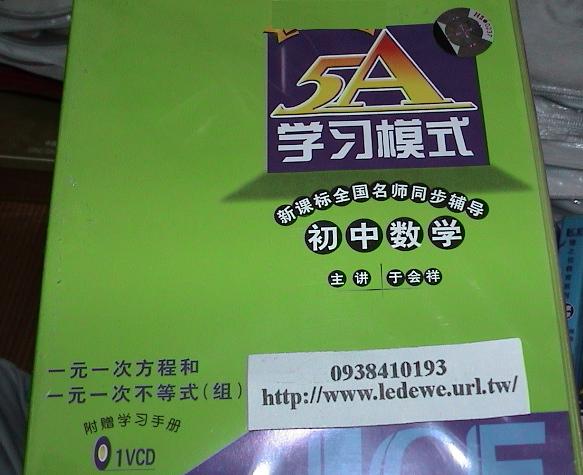 5A
学习模式
新课标全国名师同步辅导
初中数学
主讲 于会祥
一元一次方程和
一元一次不等式(组)
0938410193
http://www.ledewe.url.tw/
附赠学习手册
1VCD